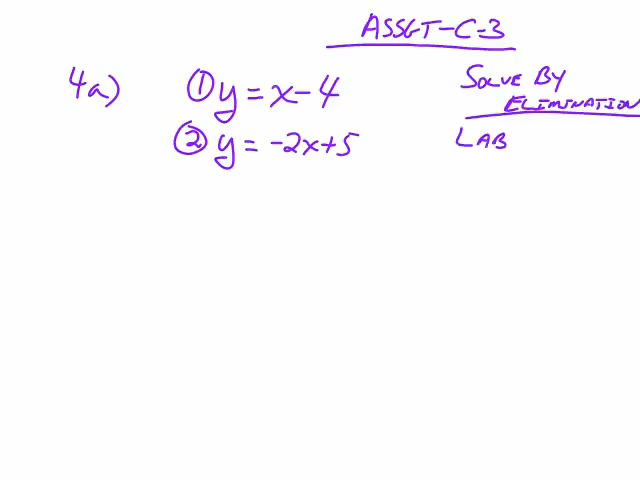 ASSGT-C-3
4a) ① y = x - 4
② y = -2x + 5
SOLVE BY
ELIMINATION
LAB